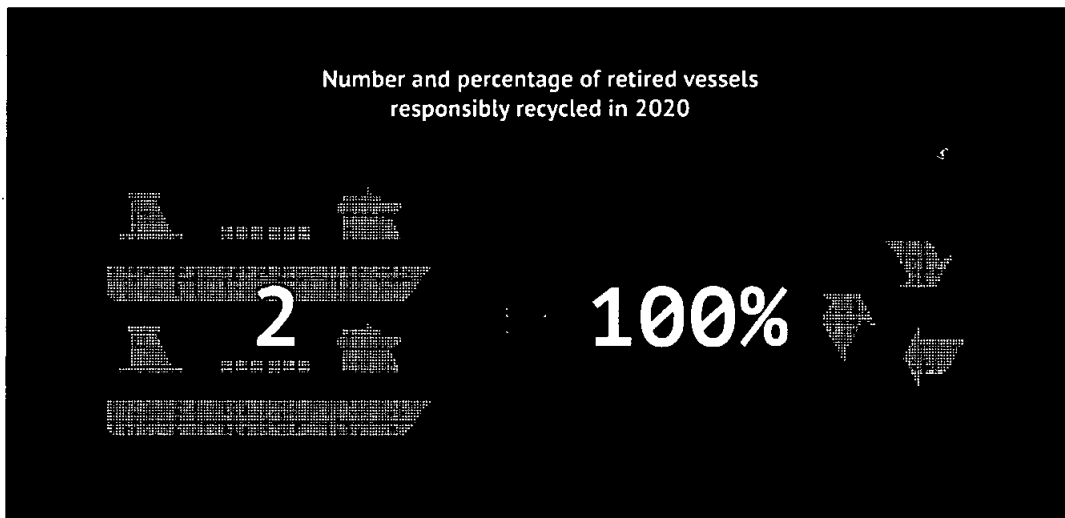 Number and percentage of retired vessels
responsibly recycled in 2020
2
100%